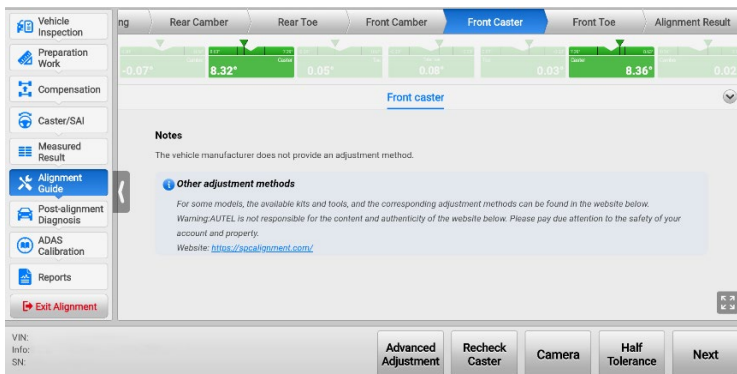 Vehicle
Inspection
Preparation
Work
Compensation
Caster/SAI
Measured
Result
Alignment
Guide
Post-alignment
Diagnosis
ADAS
Calibration
Reports
Exit Alignment
ng
Rear Camber
Rear Toe
Front Camber
Front Caster
Front Toe
Alignment Result
Caster
Caster
-0.07°
8.32°
0.05°
0.08°
0.03°
8.36°
0.02
Front caster
Notes
The vehicle manufacturer does not provide an adjustment method.
Other adjustment methods
For some models, the available kits and tools, and the corresponding adjustment methods can be found in the website below.
Warning:AUTEL is not responsible for the content and authenticity of the website below. Please pay due attention to the safety of your
account and property.
Website: https://spcalignment.com/
VIN:
Info:
SN:
Advanced
Adjustment
Recheck
Caster
Camera
Half
Tolerance
Next